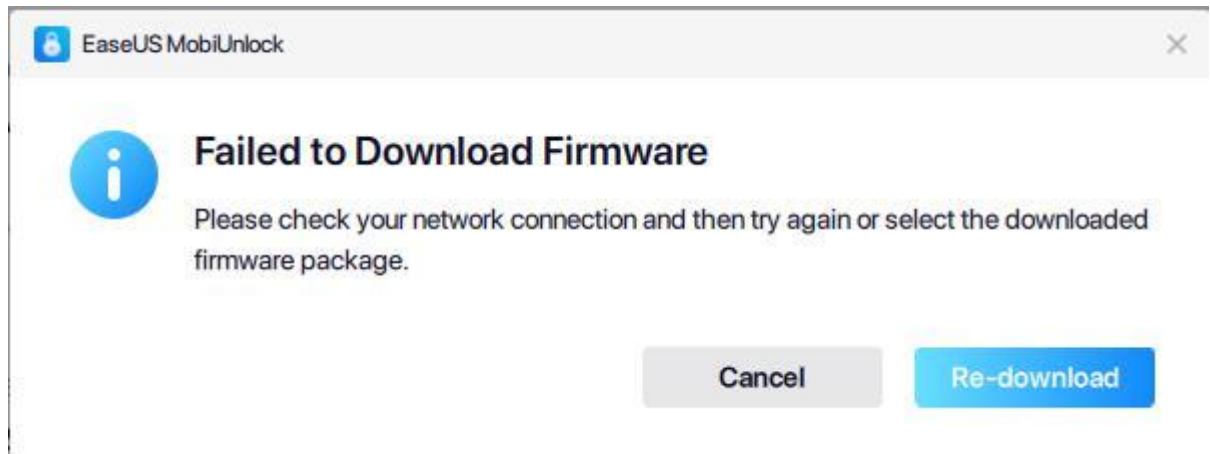 EaseUS MobiUnlock
Failed to Download Firmware
Please check your network connection and then try again or select the downloaded
firmware package.
Cancel
Re-download